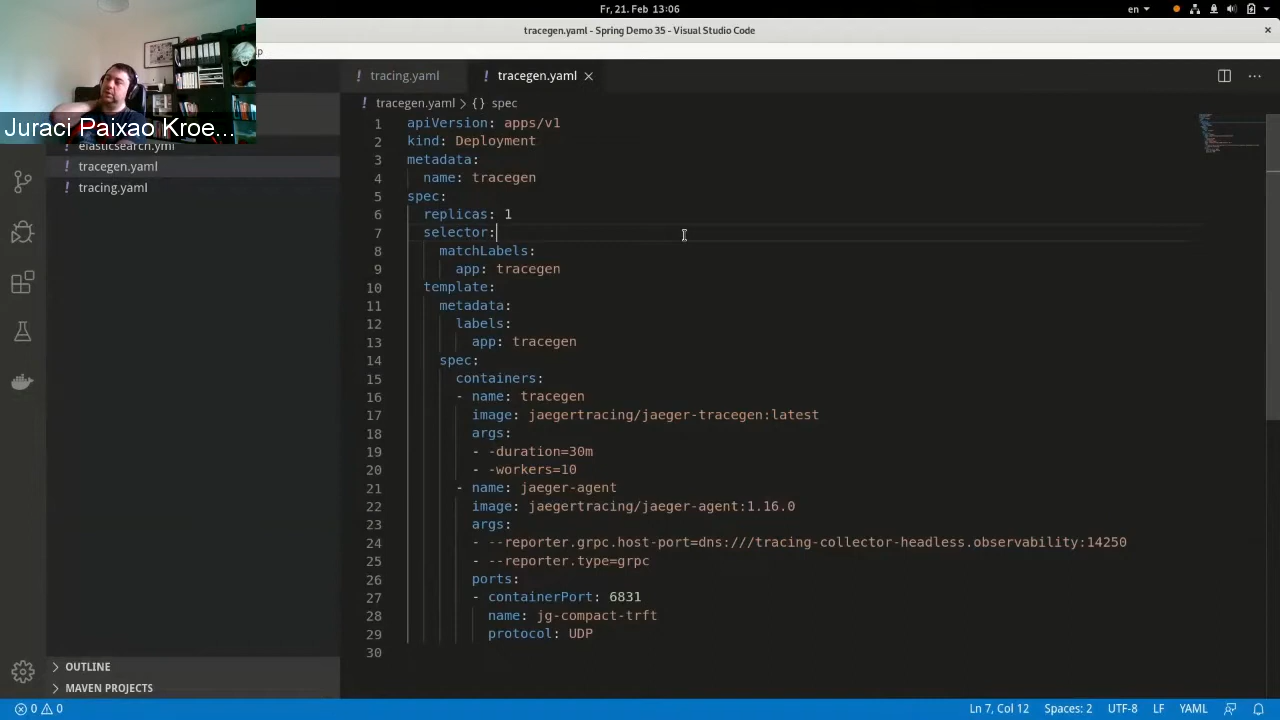 Fr, 21. Feb 13:06
en
tracegen.yaml - Spring Demo 35 - Visual Studio Code
Juraci Paixao Kroe...
elasticsearch.yml
tracegen.yaml
tracing.yaml
OUTLINE
MAVEN PROJECTS
tracing.yaml
tracegen.yaml
tracegen.yaml > {} spec
1 apiVersion: apps/v1
2 kind: Deployment
3 metadata:
4 name: tracegen
5 spec:
6 replicas: 1
7 selector:
8 matchLabels:
9 app: tracegen
10 template:
11 metadata:
12 labels:
13 app: tracegen
14 spec:
15 containers:
16 - name: tracegen
17 image: jaegertracing/jaeger-tracegen:latest
18 args:
19 - -duration=30m
20 - -workers=10
21 - name: jaeger-agent
22 image: jaegertracing/jaeger-agent:1.16.0
23 args:
24 - --reporter.grpc.host-port=dns:///tracing-collector-headless.observability:14250
25 - --reporter.type=grpc
26 ports:
27 - containerPort: 6831
28 name: jg-compact-trft
29 protocol: UDP
30
0 0
Ln 7, Col 12 Spaces: 2 UTF-8 LF YAML